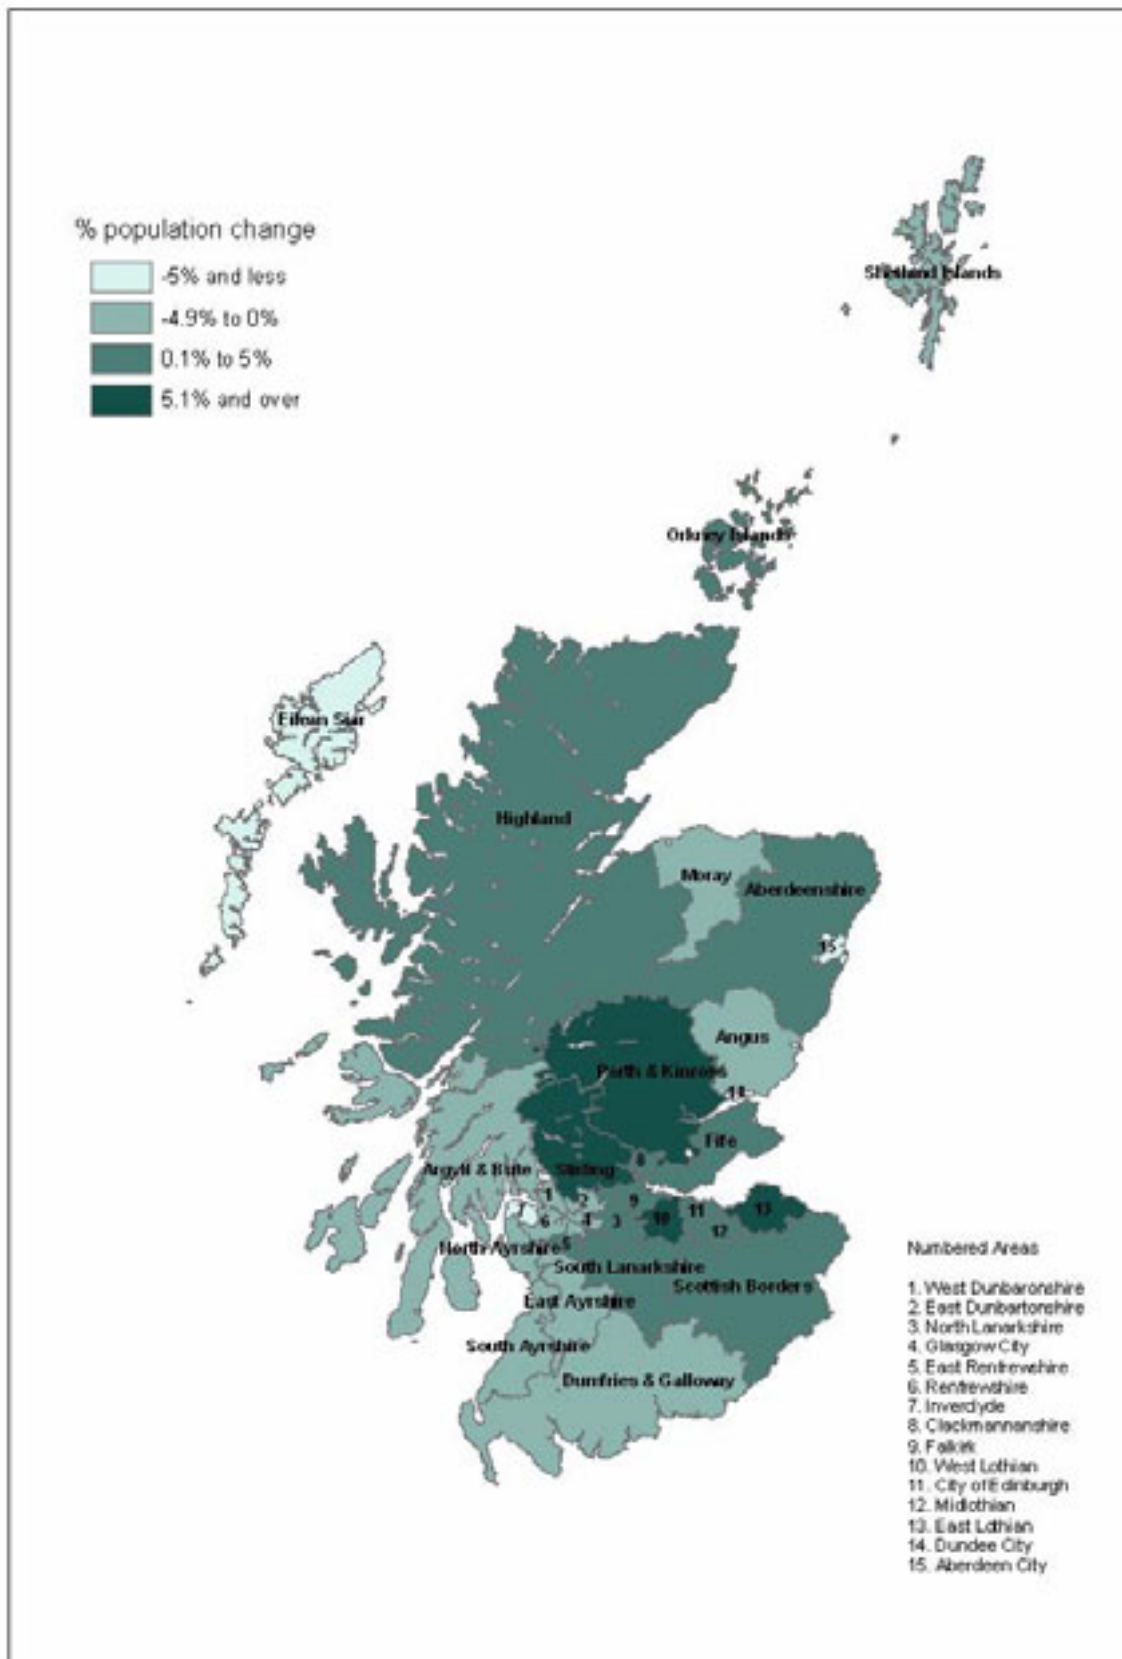 % population change
-5% and less
-4.9% to 0%
0.1% to 5%
5.1% and over
Shetland Islands
Orkney Islands
Eilean Siar
Highland
Moray
Aberdeenshire
15
Angus
Perth & Kinross
14
Fife
8
Argyll & Bute
Stirling
1
2
9
7
10
11
13
6
4
3
12
North Ayrshire
5
South Lanarkshire
Scottish Borders
East Ayrshire
South Ayrshire
Dumfries & Galloway
Numbered Areas
1. West Dunbaronshire
2. East Dunbartonshire
3. North Lanarkshire
4. Glasgow City
5. East Renfrewshire
6. Renfrewshire
7. Inverclyde
8. Clackmannanshire
9. Falkirk
10. West Lothian
11. City of Edinburgh
12. Midlothian
13. East Lothian
14. Dundee City
15. Aberdeen City